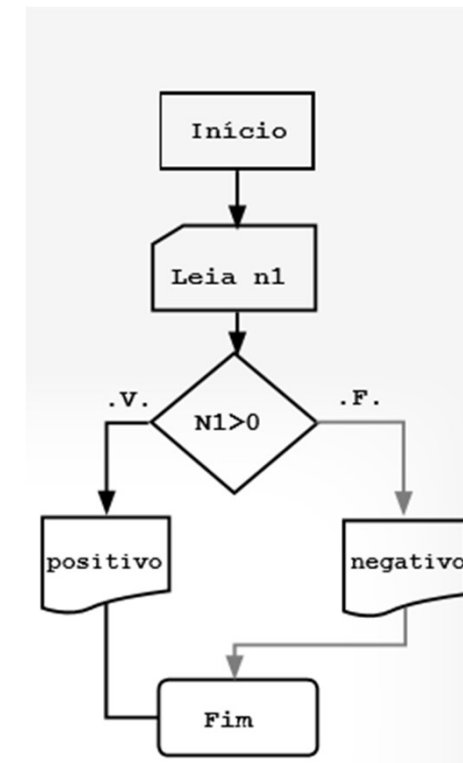 Início
Leia n1
.V.
.F.
N1>0
positivo
negativo
Fim